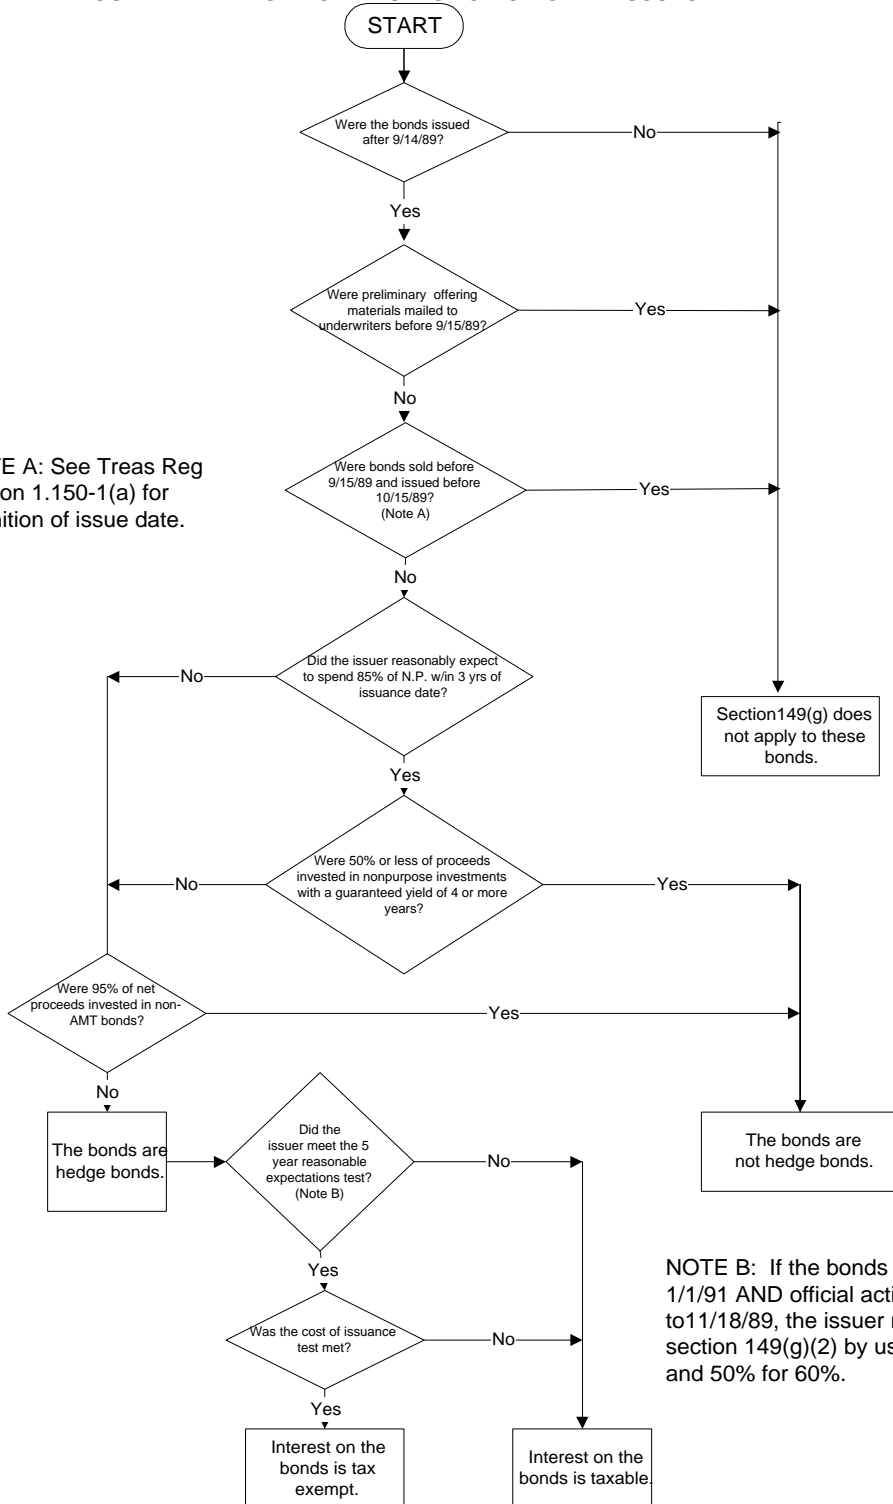 START
Were the bonds issued
after 9/14/89?
No
Yes
Were preliminary offering
materials mailed to
underwriters before 9/15/89?
Yes
No
E A: See Treas Reg
on 1.150-1(a) for
ition of issue date.
Were bonds sold before
9/15/89 and issued before
10/15/89?
(Note A)
Yes
No
Did the issuer reasonably expect
to spend 85% of N.P. w/in 3 yrs of
issuance date?
No
Yes
Section149(g) does
not apply to these
bonds.
Were 50% or less of proceeds
invested in nonpurpose investments
with a guaranteed yield of 4 or more
years?
No
Yes
Were 95% of net
proceeds invested in non-
AMT bonds?
Yes
No
The bonds are
hedge bonds.
Did the
issuer meet the 5
year reasonable
expectations test?
(Note B)
No
Yes
The bonds are
not hedge bonds.
NOTE B: If the bonds
1/1/91 AND official acti
to11/18/89, the issuer
section 149(g)(2) by us
and 50% for 60%.
Was the cost of issuance
test met?
No
Yes
Interest on the
bonds is tax
exempt.
Interest on the
bonds is taxable.